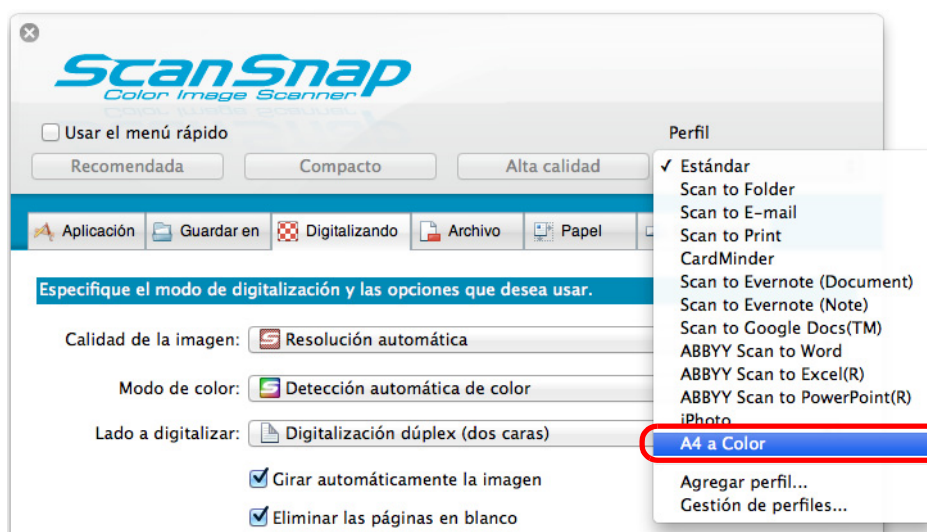 ScanSnap
Color Image Scanner
Usar el menú rápido
Perfil
Recomendada
Compacto
Alta calidad
✓ Estándar
Scan to Folder
Scan to E-mail
Scan to Print
CardMinder
Scan to Evernote (Document)
Scan to Evernote (Note)
Scan to Google Docs(TM)
ABBYY Scan to Word
ABBYY Scan to Excel(R)
ABBYY Scan to PowerPoint(R)
iPhoto
A4 a Color
Agregar perfil...
Gestión de perfiles...
Aplicación
Guardar en
Digitalizando
Archivo
Papel
Especifique el modo de digitalización y las opciones que desea usar.
Calidad de la imagen:
Resolución automática
Modo de color:
Detección automática de color
Lado a digitalizar:
Digitalización dúplex (dos caras)
Girar automáticamente la imagen
Eliminar las páginas en blanco